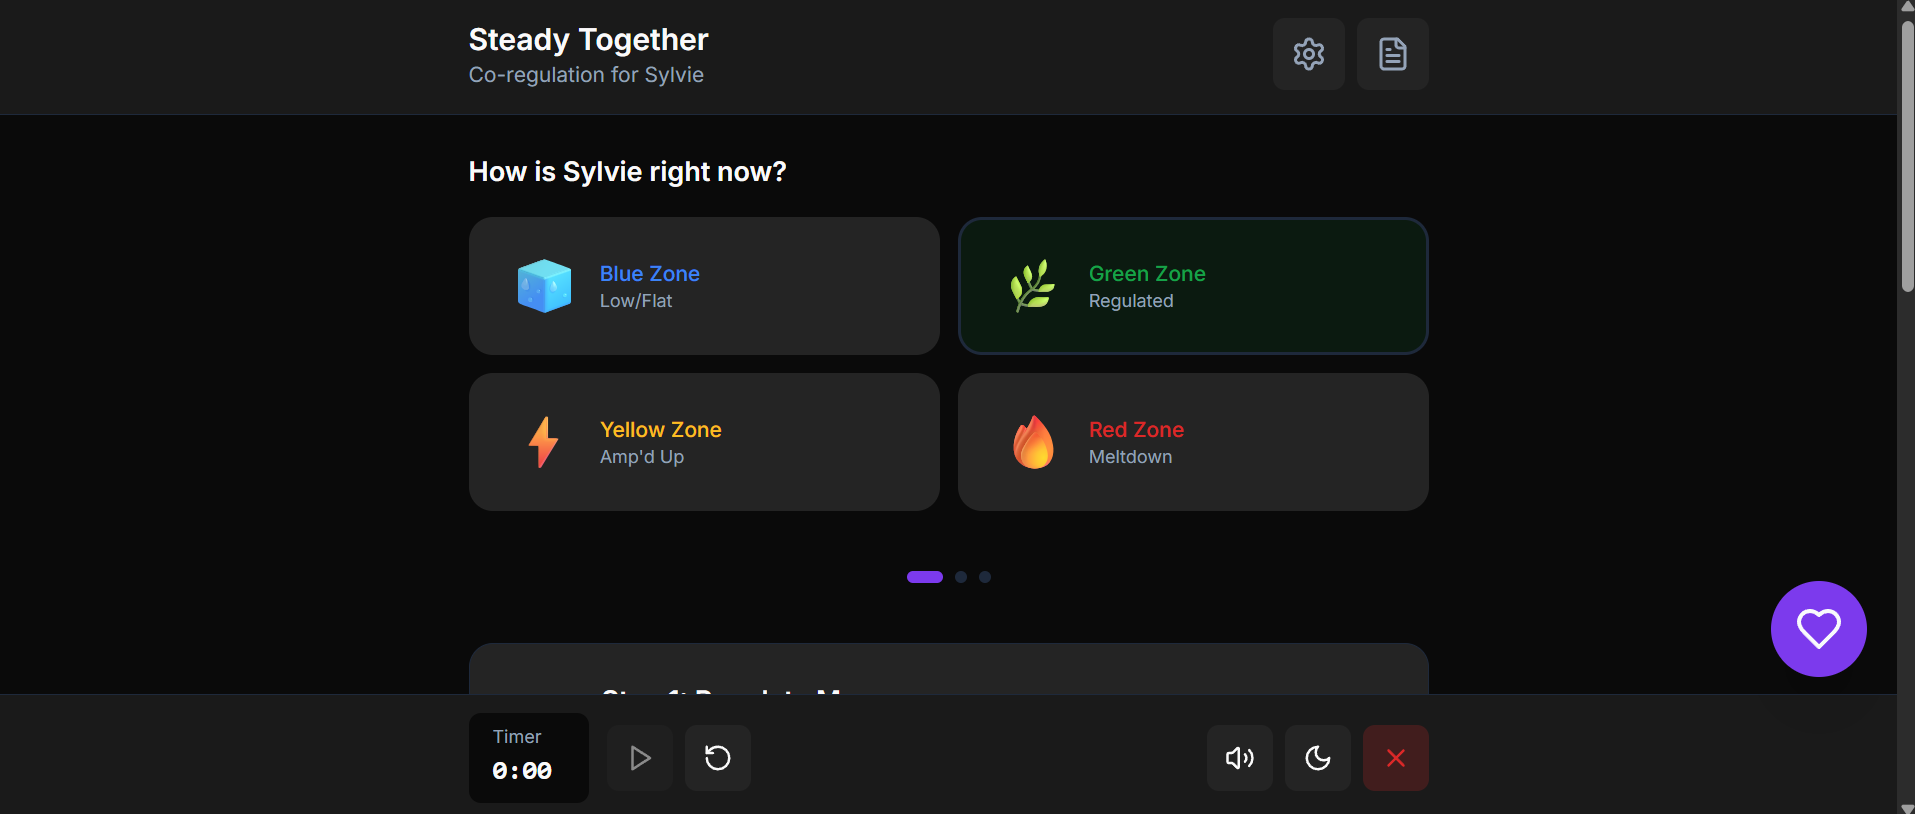 Steady Together
Co-regulation for Sylvie
How is Sylvie right now?
Blue Zone
Low/Flat
Green Zone
Regulated
Yellow Zone
Amp'd Up
Red Zone
Meltdown
Timer
0:00